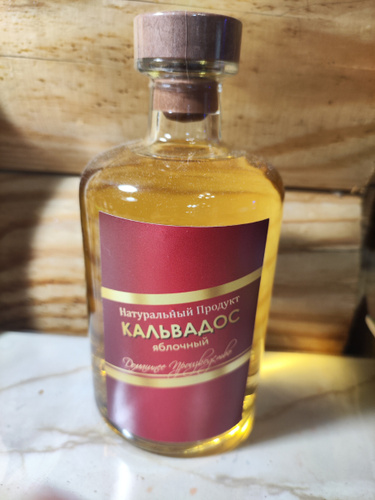 Натуральный Продукт
КАЛЬВАДОС
яблочный
Домашнее Производство